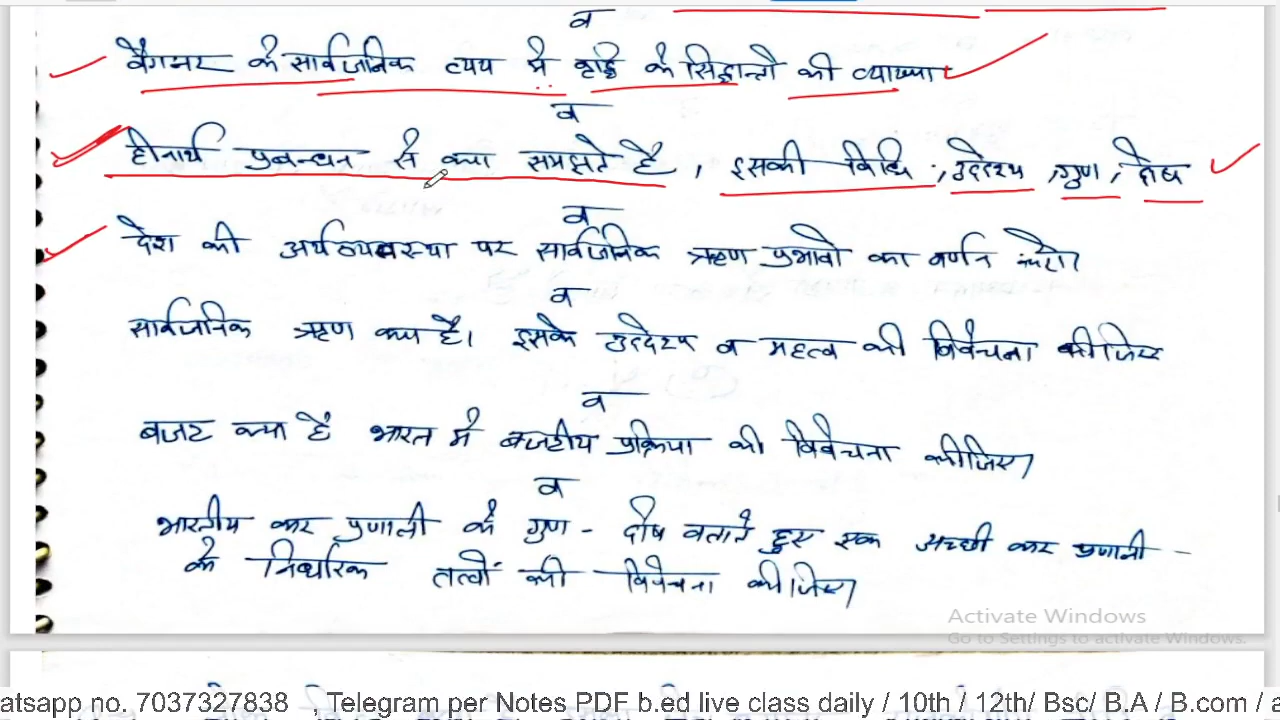 व
वैगनर के सार्वजनिक व्यय में वृद्धि के सिद्धान्तों की व्याख्या
व
हीनार्थ प्रबन्धन से क्या समझते है, इसकी विधि, उद्देश्य, गुण, दोष
व
देश की अर्थव्यवस्था पर सार्वजनिक ऋण प्रभावो का वर्णन करो।
व
सार्वजनिक ऋण क्या है। इसके उद्देश्य व महत्व की विवेचना कीजिए
व
बजट क्या है भारत में बजटीय प्रक्रिया की विवेचना कीजिए।
व
भारतीय कर प्रणाली के गुण - दोष बताते हुए एक अच्छी कर प्रणाली -
के निर्धारक तत्वों की विवेचना कीजिए।
Activate Windows
Go to Settings to activate Windows.
atsapp no. 7037327838 , Telegram per Notes PDF b.ed live class daily / 10th / 12th/ Bsc/ B.A / B.com / a